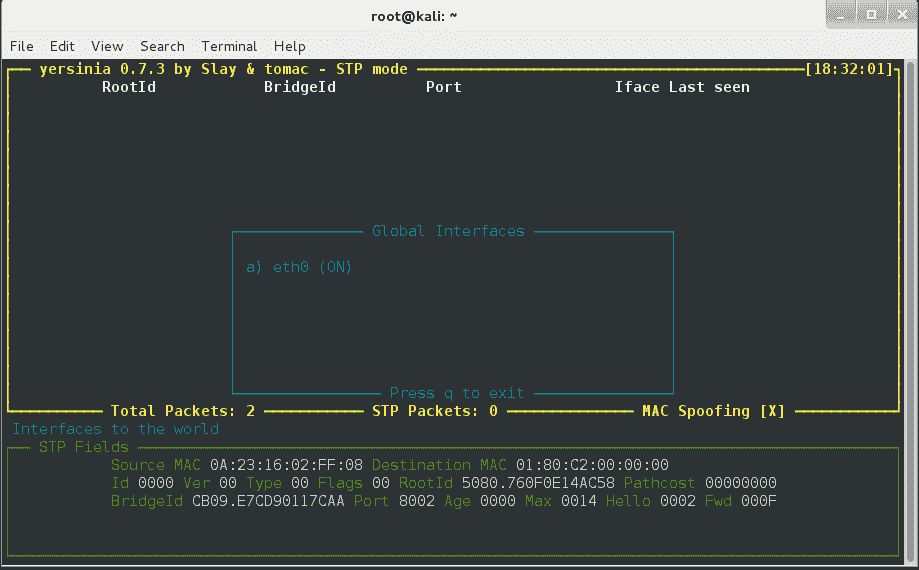 root@kali: ~
File Edit View Search Terminal Help
yersinia 0.7.3 by Slay & tomac - STP mode [18:32:01]
RootId BridgeId Port Iface Last seen
Global Interfaces
a) eth0 (ON)
Press q to exit
Total Packets: 2 STP Packets: 0 MAC Spoofing [X]
Interfaces to the world
STP Fields
Source MAC 0A:23:16:02:FF:08 Destination MAC 01:80:C2:00:00:00
Id 0000 Ver 00 Type 00 Flags 00 RootId 5080.760F0E14AC58 Pathcost 00000000
BridgeId CB09.E7CD90117CAA Port 8002 Age 0000 Max 0014 Hello 0002 Fwd 000F